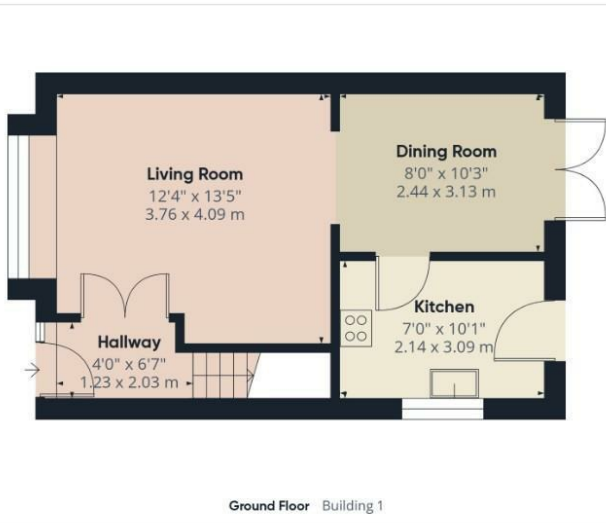 Living Room
12'4" x 13'5"
3.76 x 4.09 m
Dining Room
8'0" x 10'3"
2.44 x 3.13 m
Kitchen
7'0" x 10'1"
2.14 x 3.09 m
Hallway
4'0" x 6'7"
1.23 x 2.03 m
Ground Floor Building 1